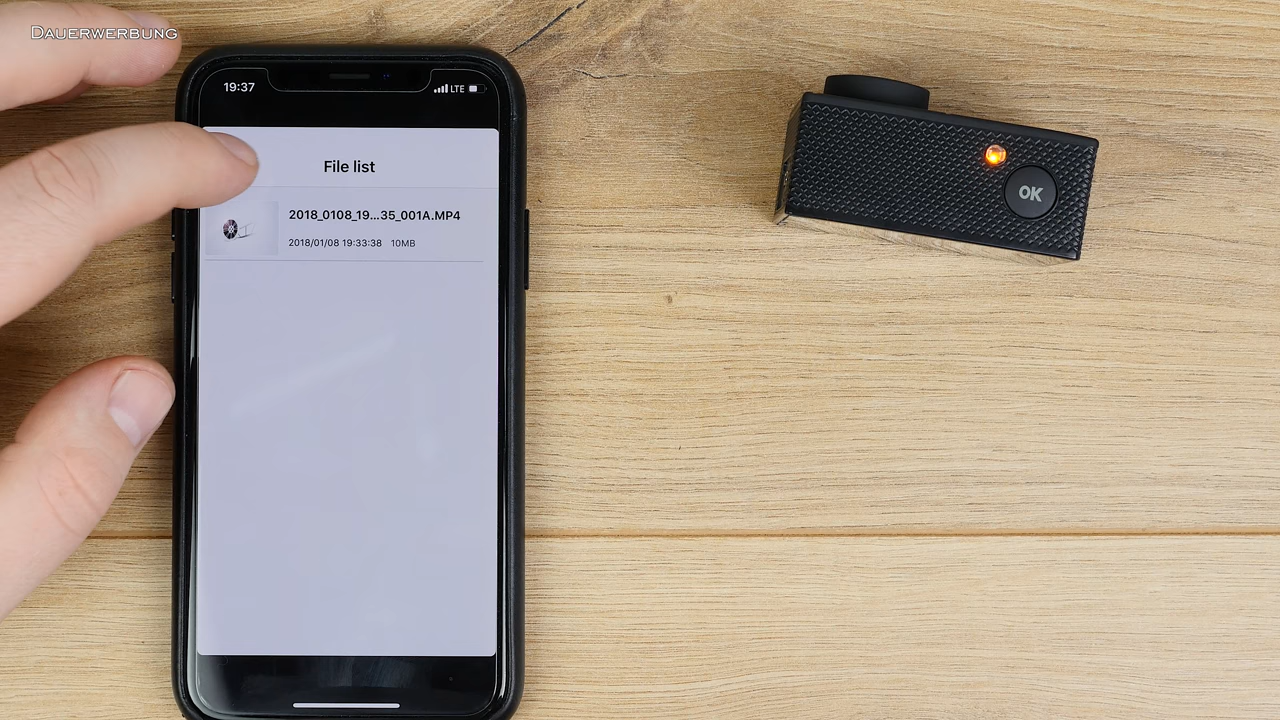 Dauerwerbung
19:37
LTE
File list
2018_0108_19...35_001A.MP4
2018/01/08 19:33:38 10MB
OK